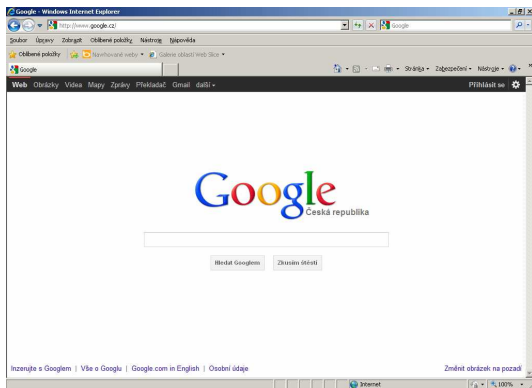 Google - Windows Internet Explorer
http://www.google.cz/ Google
Soubor Úpravy Zobrazit Oblíbené položky Nástroje Nápověda
Oblíbené položky Navrhované weby Galerie oblastí Web Slice
Google Stránka Zabezpečení Nástroje
Web Obrázky Videa Mapy Zprávy Překladač Gmail další Přihlásit se
Google
Česká republika
Hledat Googlem Zkusím štěstí
Inzerujte s Googlem | Vše o Googlu | Google.com in English | Osobní údaje Změnit obrázek na pozadí
Internet 100%